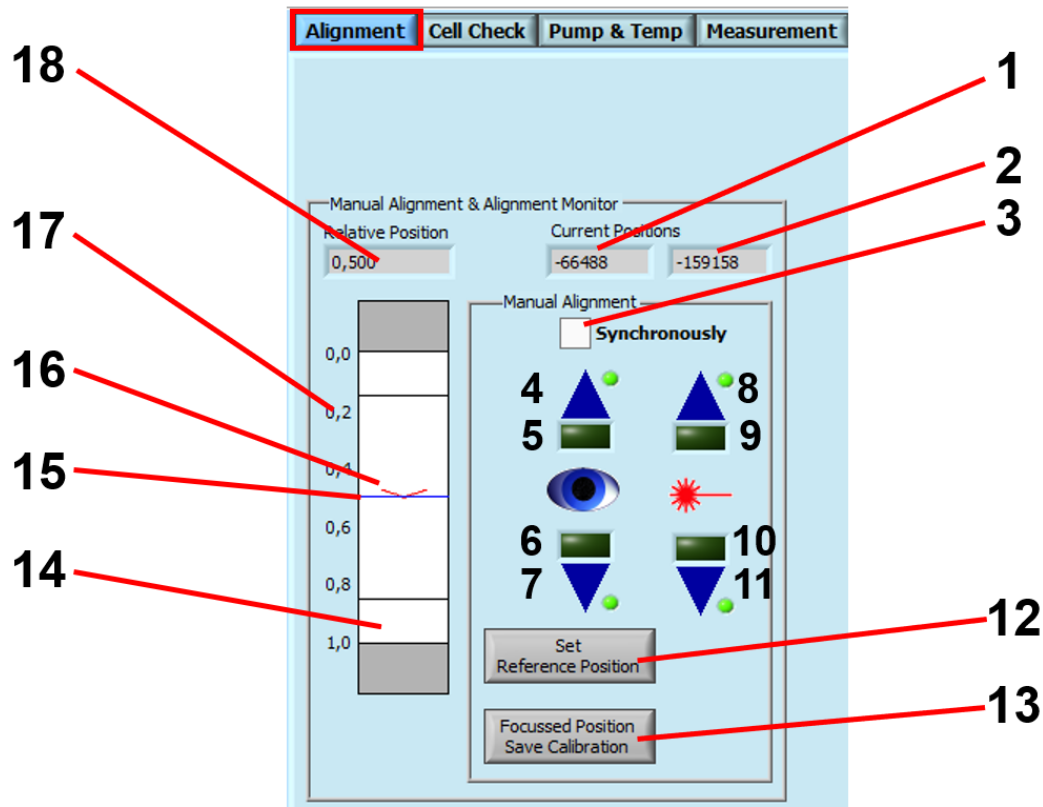 Alignment Cell Check Pump & Temp Measurement
18
1
2
3
Manual Alignment & Alignment Monitor
17
Relative Position Current Positions
0,500 -66488 -159158
Manual Alignment
Synchronously
0,0
16
4 8
0,2
5 9
15
0,4
0,6
6 10
14
0,8
7 11
1,0
12
Set
Reference Position
13
Focussed Position
Save Calibration